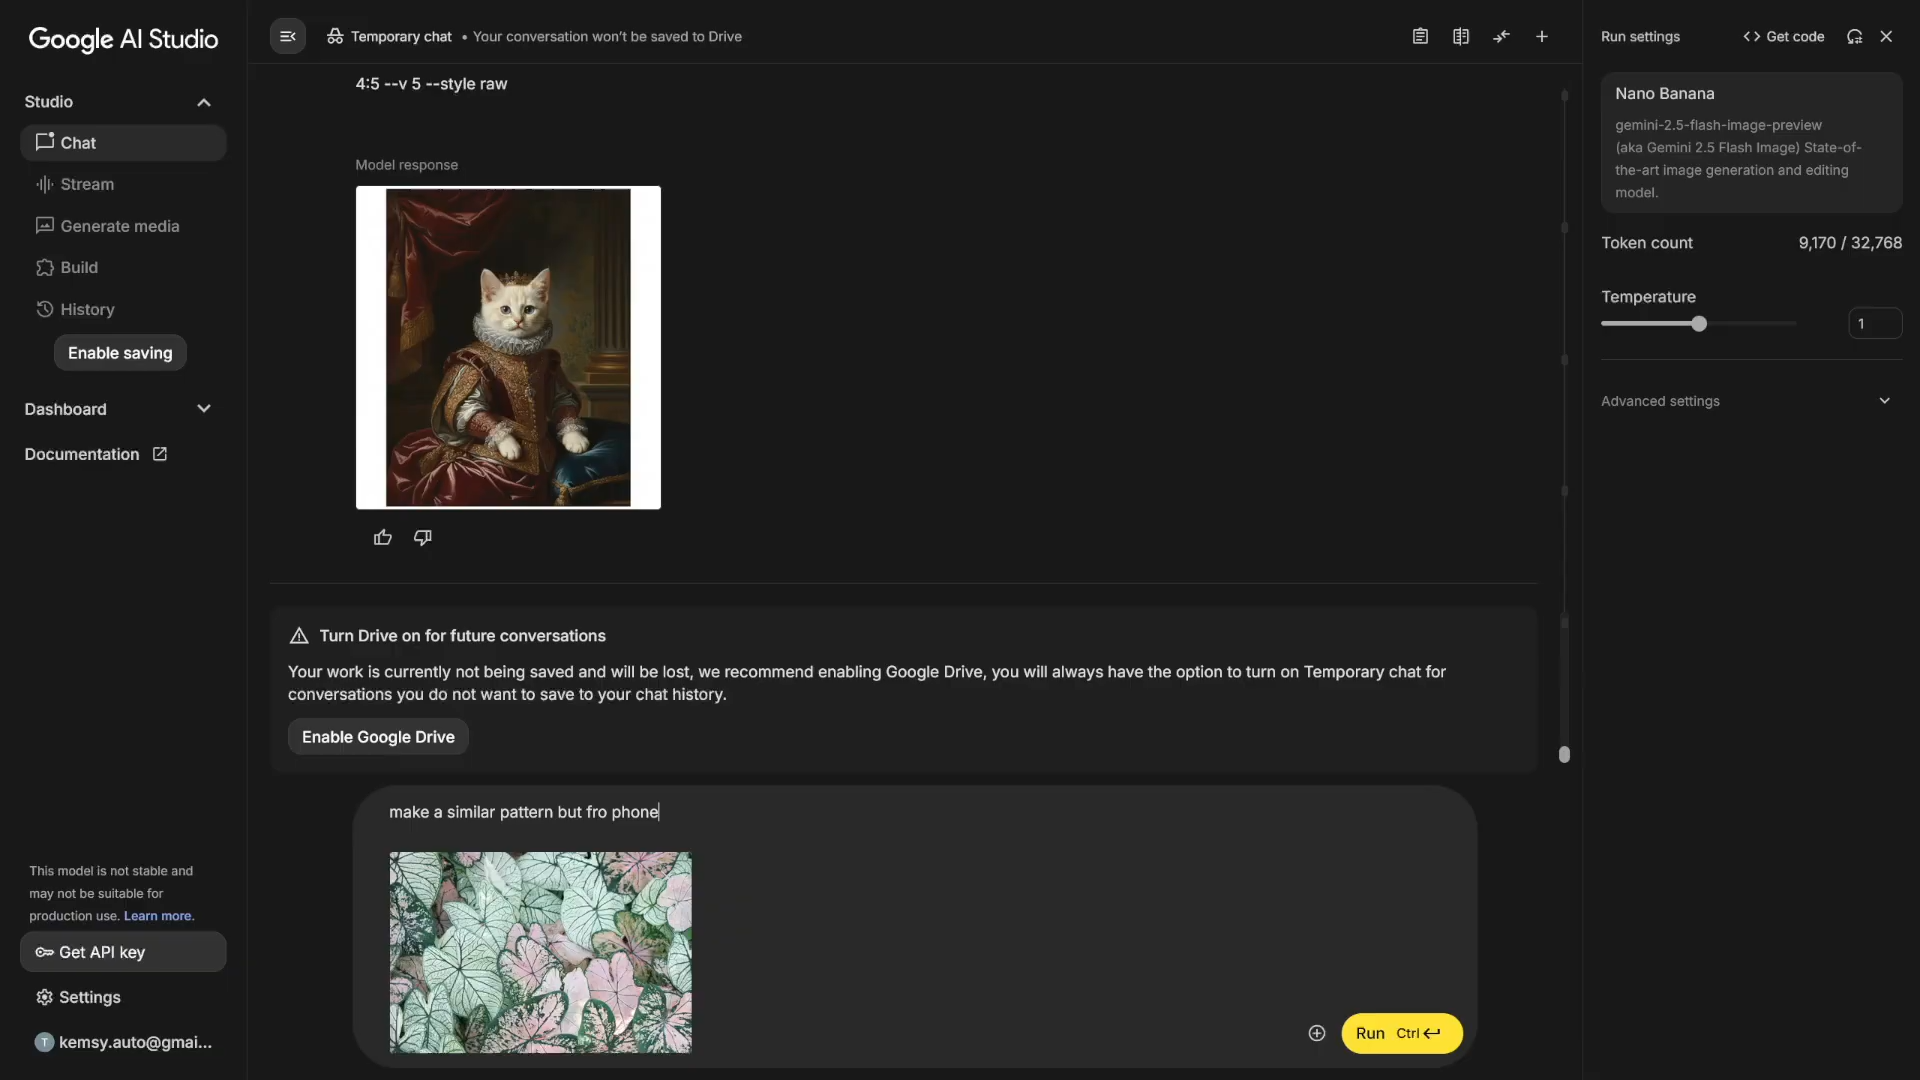 Google AI Studio
Studio
Chat
Stream
Generate media
Build
History
Enable saving
Dashboard
Documentation
This model is not stable and
may not be suitable for
production use. Learn more.
Get API key
Settings
T kemsy.auto@gmai...
Temporary chat • Your conversation won't be saved to Drive
4:5 --v 5 --style raw
Model response
Turn Drive on for future conversations
Your work is currently not being saved and will be lost, we recommend enabling Google Drive, you will always have the option to turn on Temporary chat for
conversations you do not want to save to your chat history.
Enable Google Drive
make a similar pattern but fro phone
Run Ctrl
Run settings
<> Get code
Nano Banana
gemini-2.5-flash-image-preview
(aka Gemini 2.5 Flash Image) State-of-
the-art image generation and editing
model.
Token count 9,170 / 32,768
Temperature
1
Advanced settings